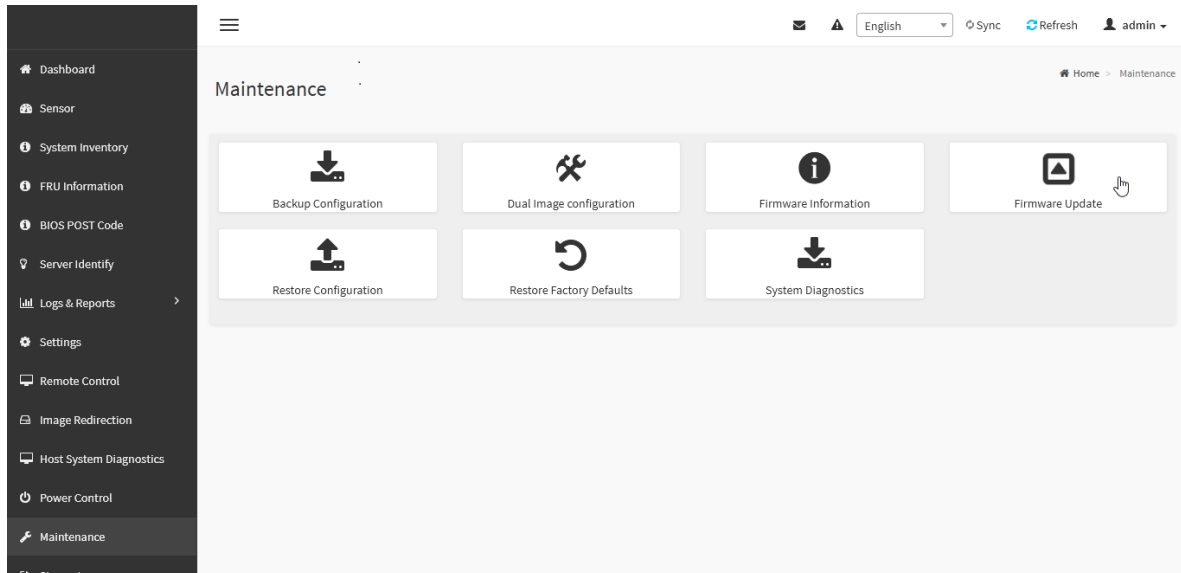 English
Sync
Refresh
admin
Dashboard
Sensor
System Inventory
FRU Information
BIOS POST Code
Server Identify
Logs & Reports
Settings
Remote Control
Image Redirection
Host System Diagnostics
Power Control
Maintenance
Maintenance
Home > Maintenance
Backup Configuration
Dual Image configuration
Firmware Information
Firmware Update
Restore Configuration
Restore Factory Defaults
System Diagnostics